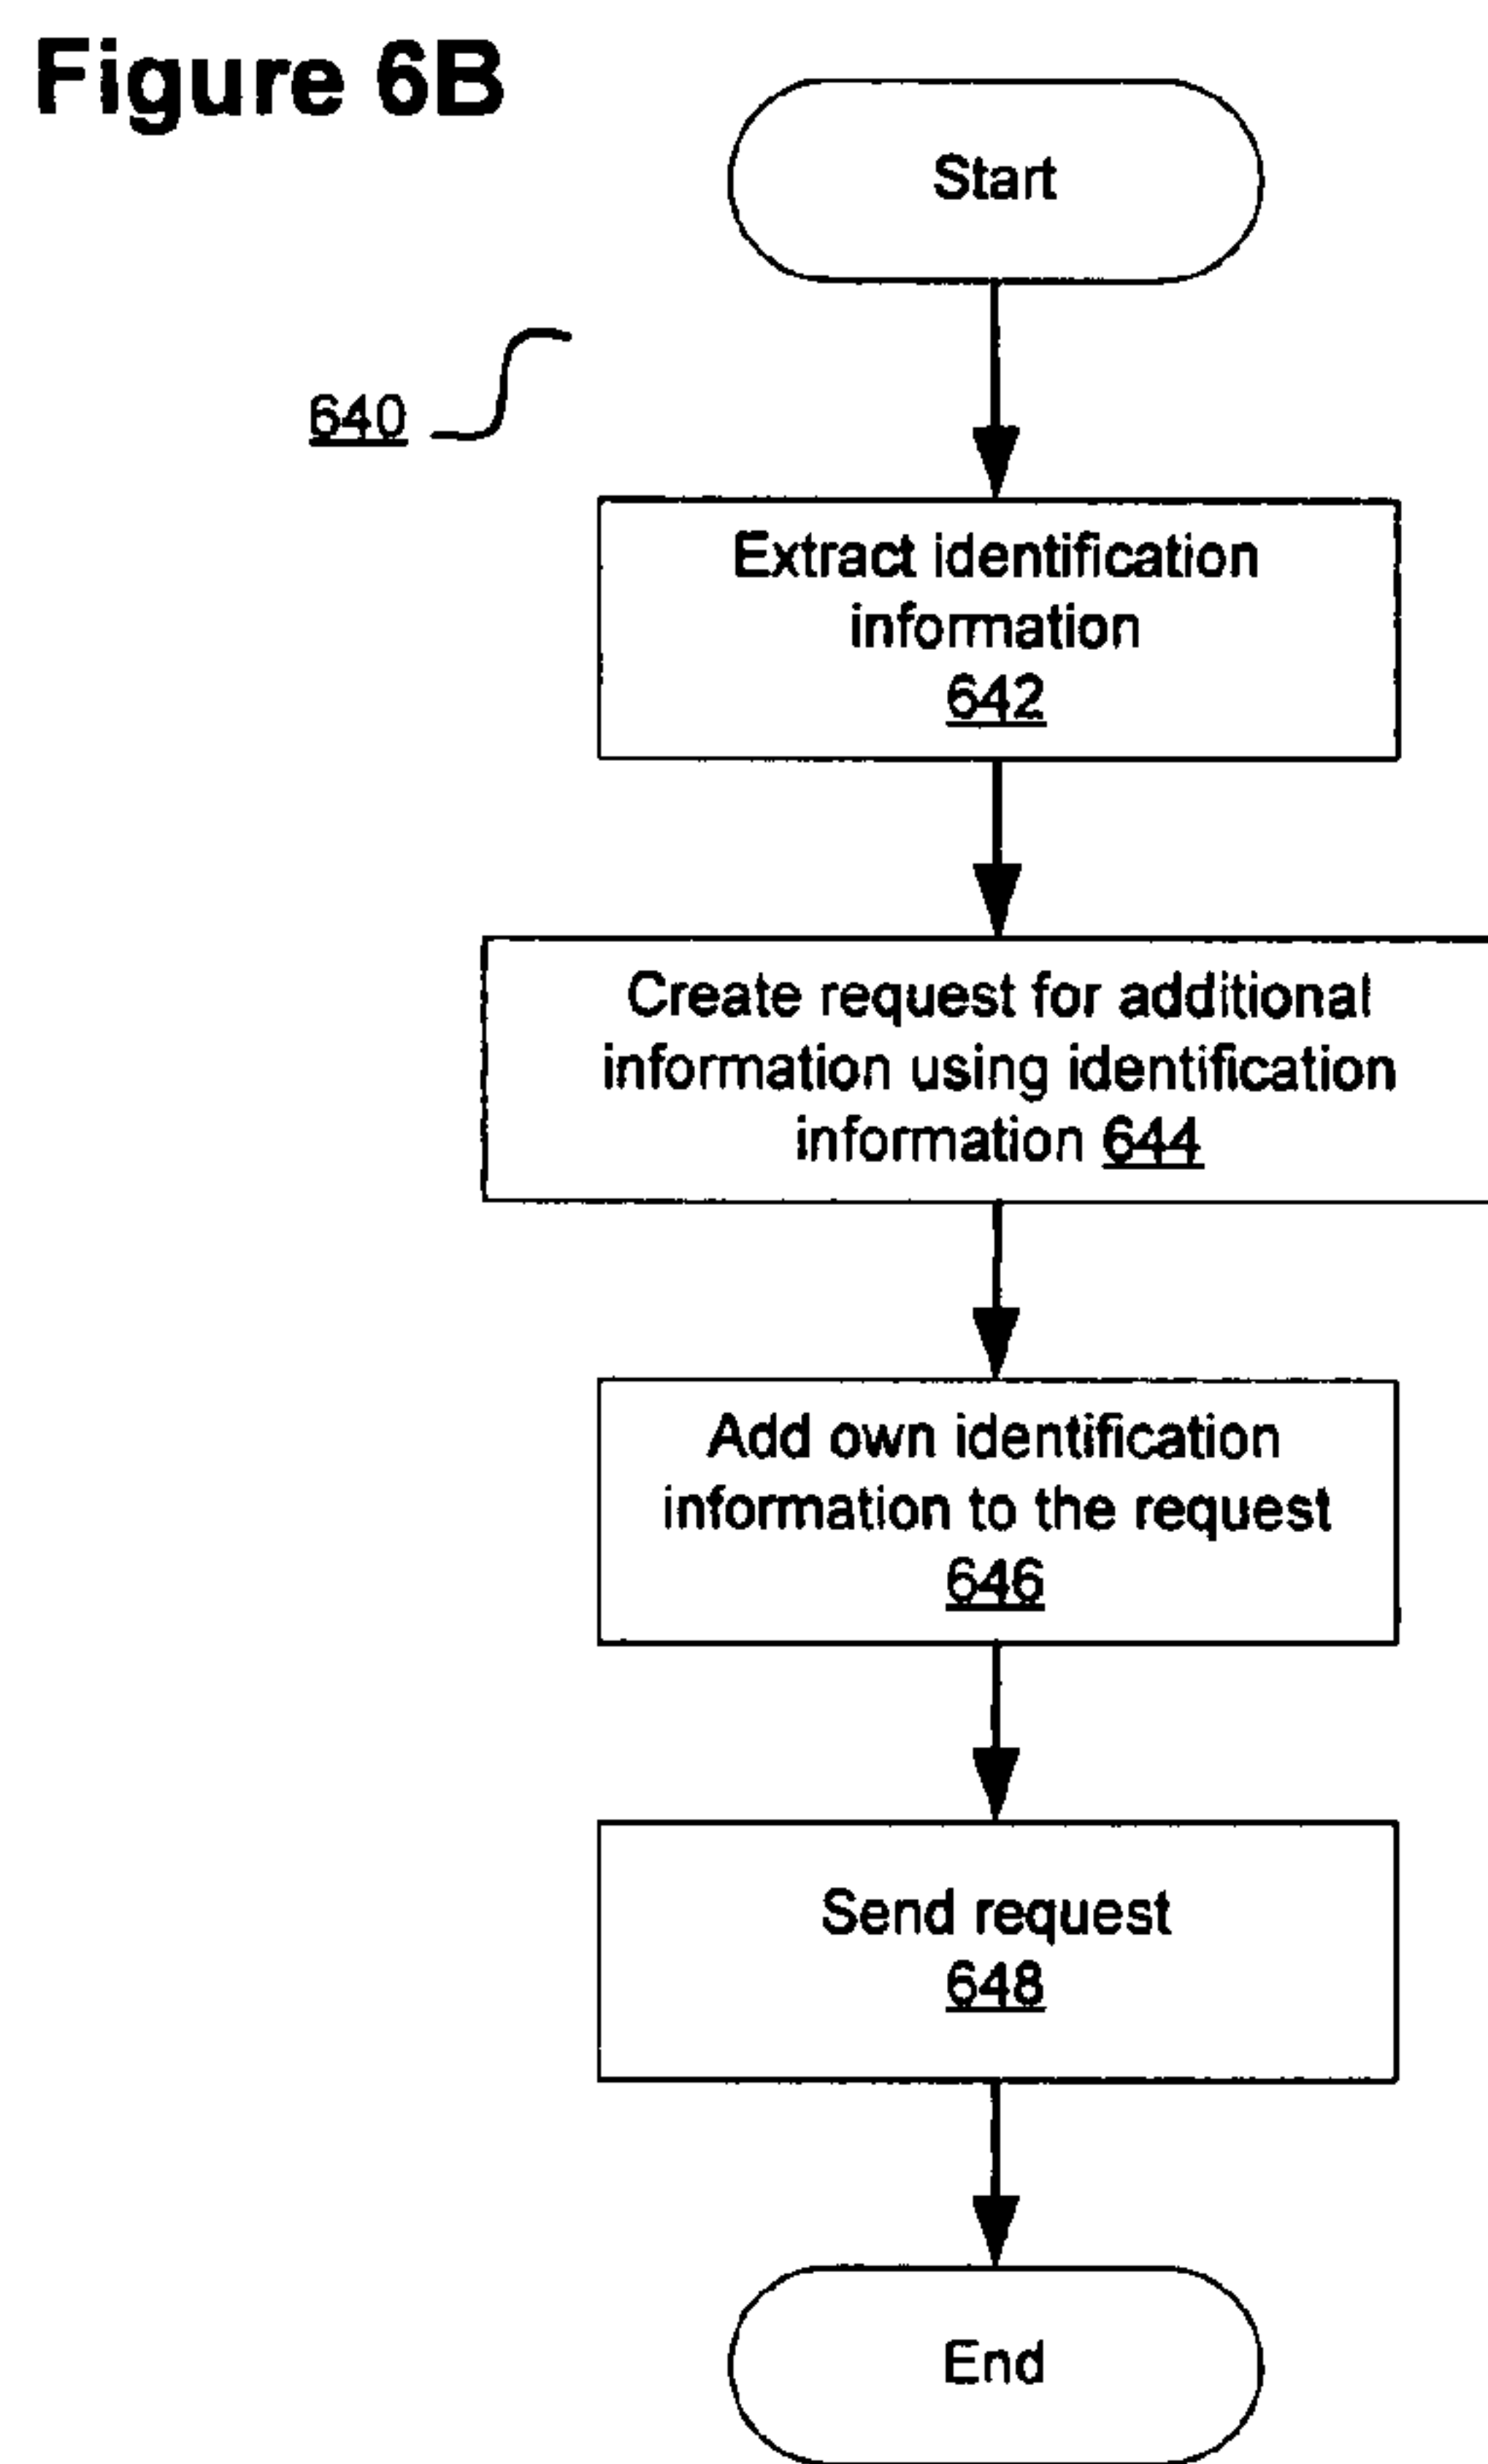 Figure 6B
Start
640
Extract identification
information
642
Create request for additional
information using identification
information 644
Add own identification
information to the request
646
Send request
648
End